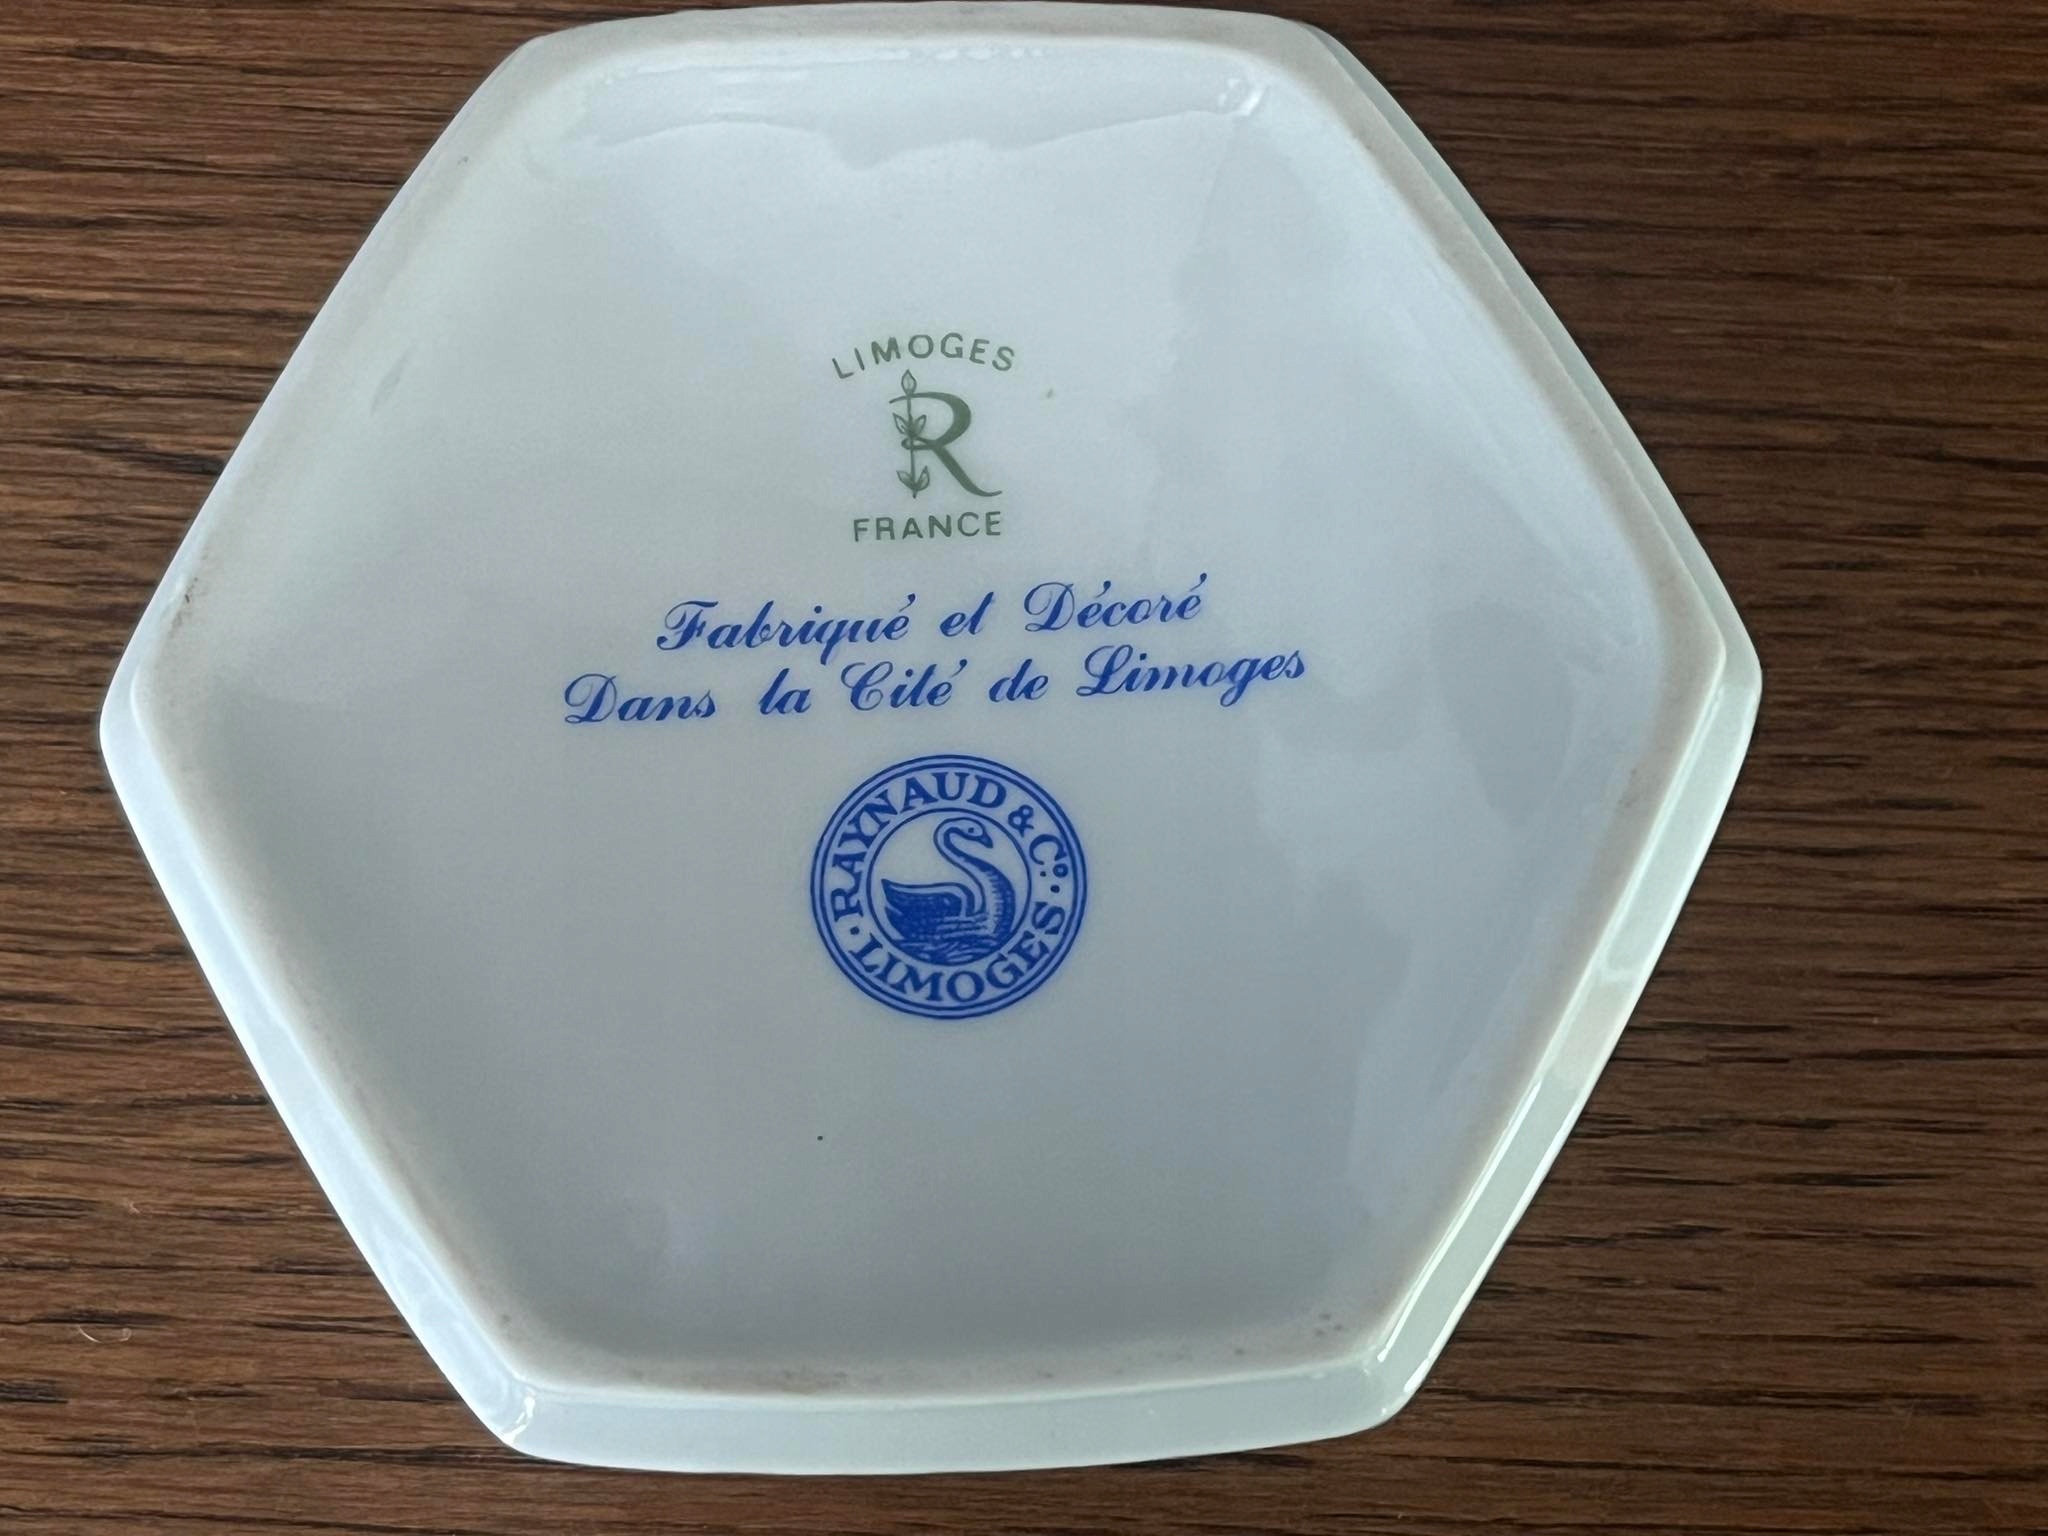 LIMOGES
R
FRANCE
Fabriqué et Décoré
Dans la Cité de Limoges
RAYNAUD & Cº.
· LIMOGES ·